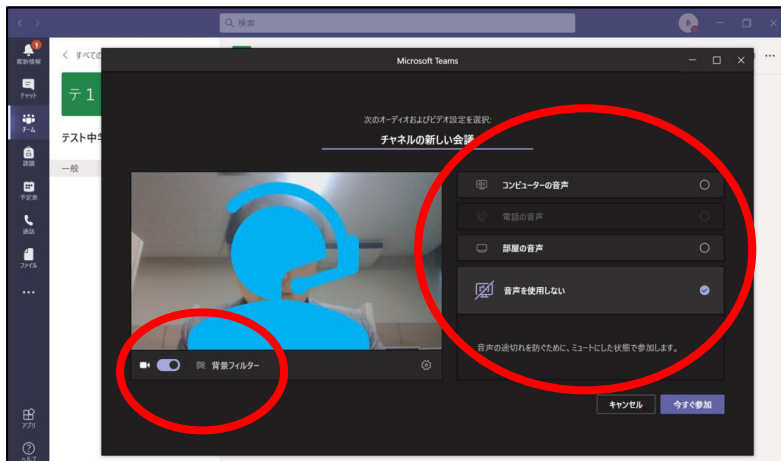 検索
B
1
最新情報
チャット
チーム
課題
予定表
通話
ファイル
アプリ
ヘルプ
すべての
テ1
テスト中学
一般
Microsoft Teams
次のオーディオおよびビデオ設定を選択:
チャネルの新しい会議
コンピューターの音声
電話の音声
部屋の音声
音声を使用しない
音声の途切れを防ぐために、ミュートにした状態で参加します。
背景フィルター
キャンセル
今すぐ参加